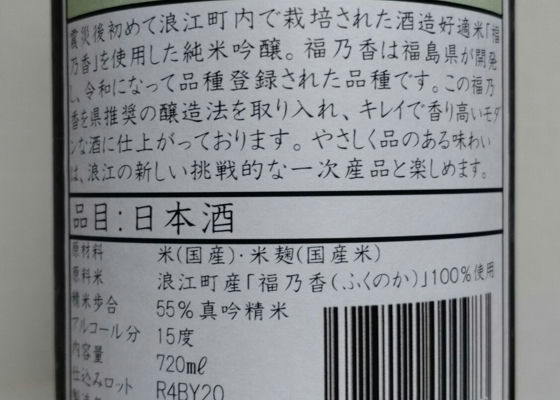 震災後初めて浪江町内で栽培された酒造好適米「福
乃香」を使用した純米吟醸。福乃香は福島県が開発
し、令和になって品種登録された品種です。この福乃
香を県推奨の醸造法を取り入れ、キレイで香り高いモダ
ンな酒に仕上がっております。やさしく品のある味わい
は、浪江の新しい挑戦的な一次産品と楽しめます。
品目:日本酒
原材料 米(国産)・米麹(国産米)
原料米 浪江町産「福乃香(ふくのか)」100%使用
精米歩合 55%真吟精米
アルコール分 15度
内容量 720ml
仕込みロット R4BY20